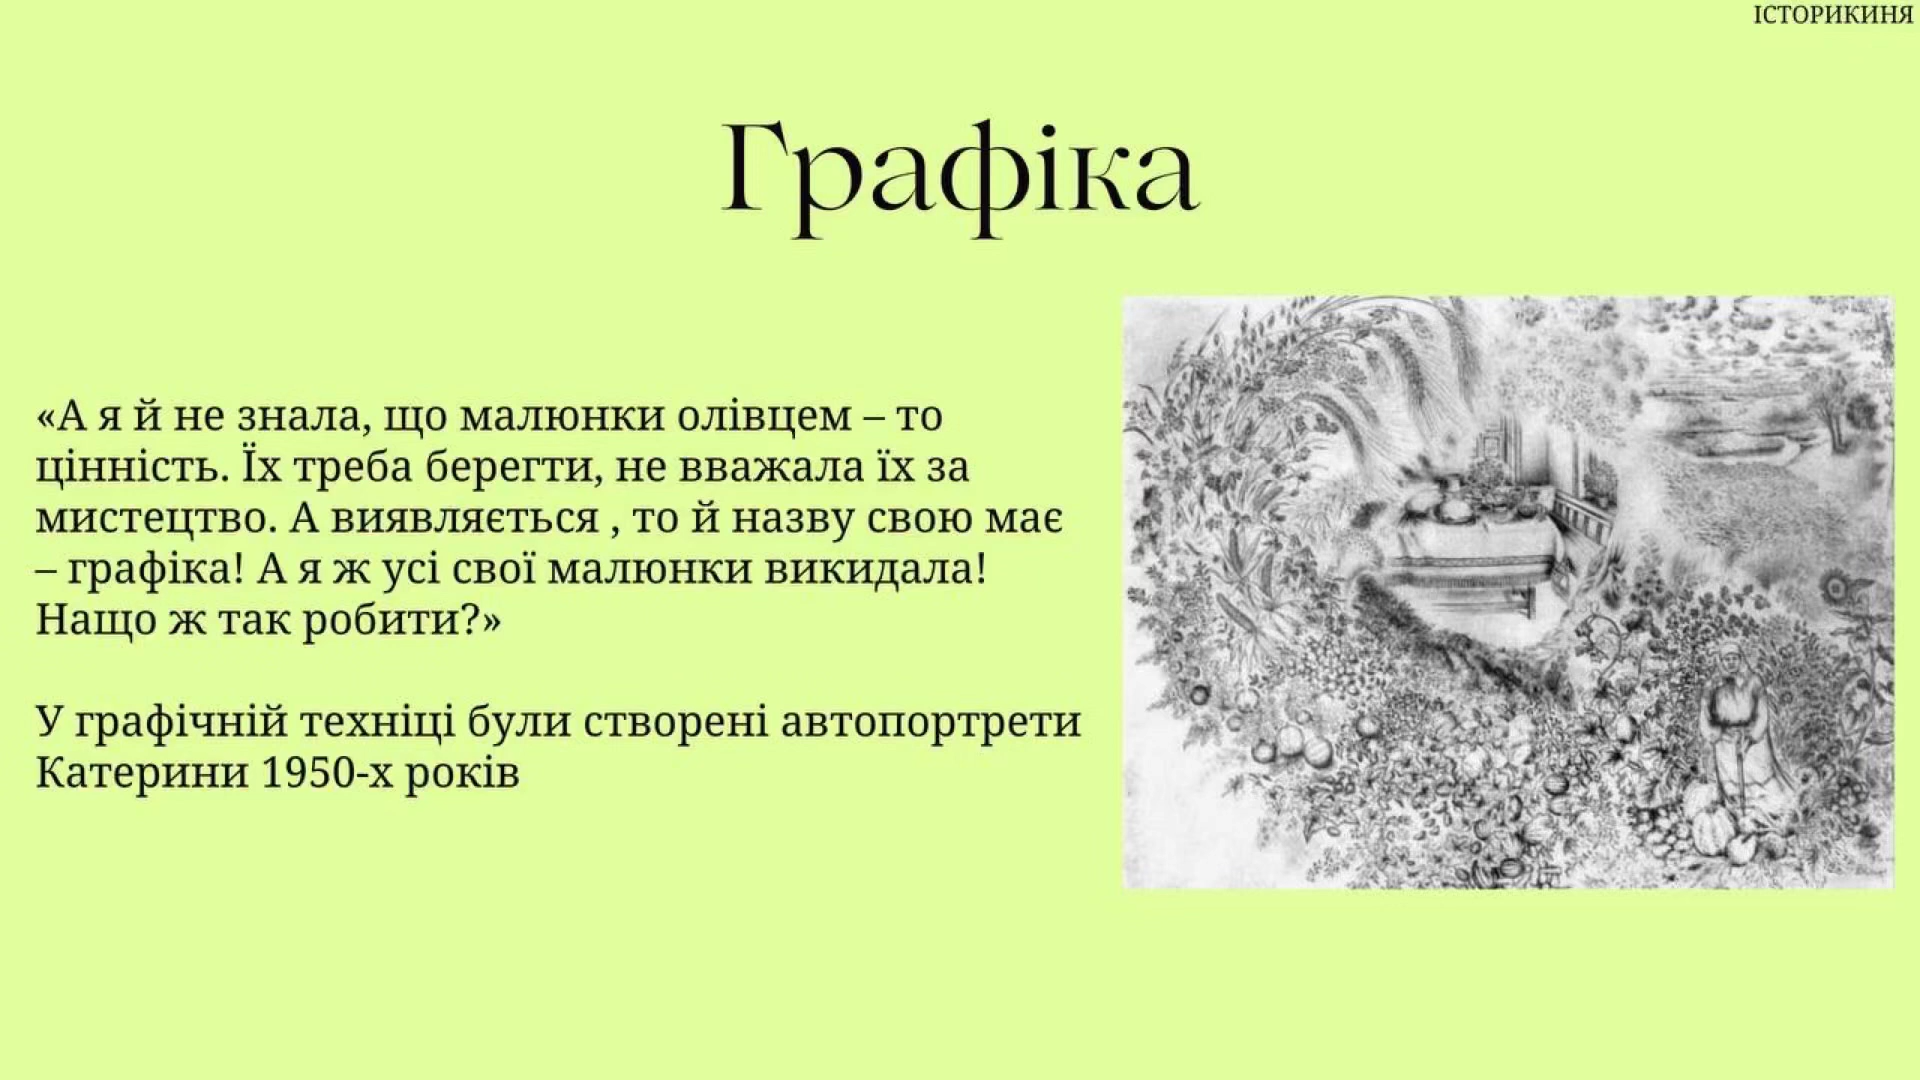 ІСТОРИКИНЯ
Графіка
«А я й не знала, що малюнки олівцем – то
цінність. Їх треба берегти, не вважала їх за
мистецтво. А виявляється , то й назву свою має
– графіка! А я ж усі свої малюнки викидала!
Нащо ж так робити?»
У графічній техніці були створені автопортрети
Катерини 1950-х років